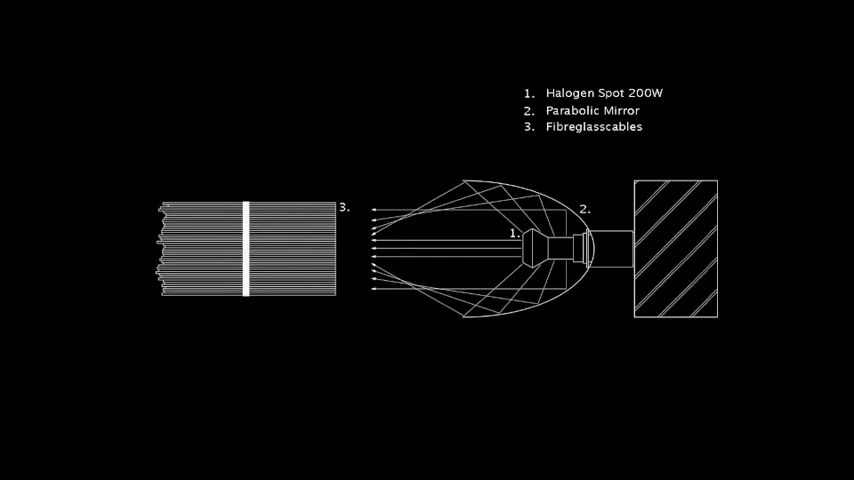 1. Halogen Spot 200W
2. Parabolic Mirror
3. Fibreglasscables
3.
2.
1.